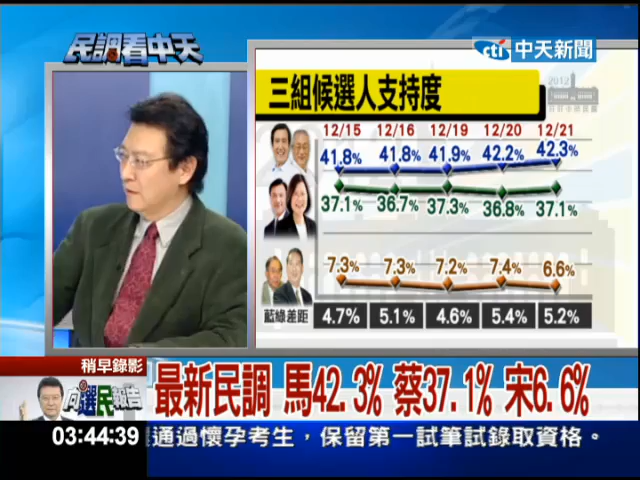 民調看中天
cti 中天新聞
三組候選人支持度
2012
12/15 12/16 12/19 12/20 12/21
41.8% 41.8% 41.9% 42.2% 42.3%
37.1% 36.7% 37.3% 36.8% 37.1%
7.3% 7.3% 7.2% 7.4% 6.6%
藍綠差距 4.7% 5.1% 4.6% 5.4% 5.2%
稍早錄影
向選民報告
最新民調 馬42.3% 蔡37.1% 宋6.6%
03:44:39
通過懷孕考生，保留第一試筆試錄取資格。